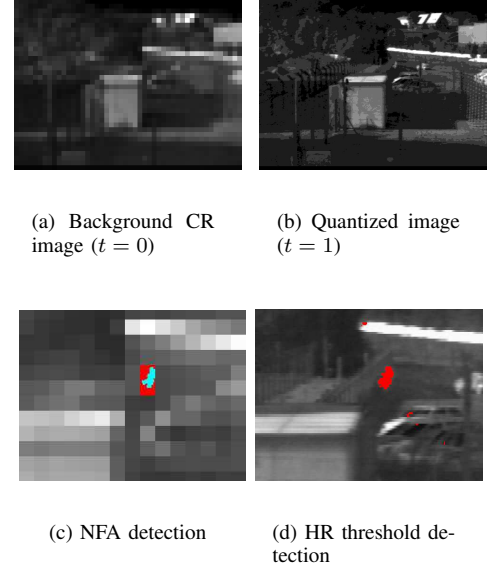 (a) Background CR
image (t = 0)
(b) Quantized image
(t = 1)
(c) NFA detection
(d) HR threshold de-
tection